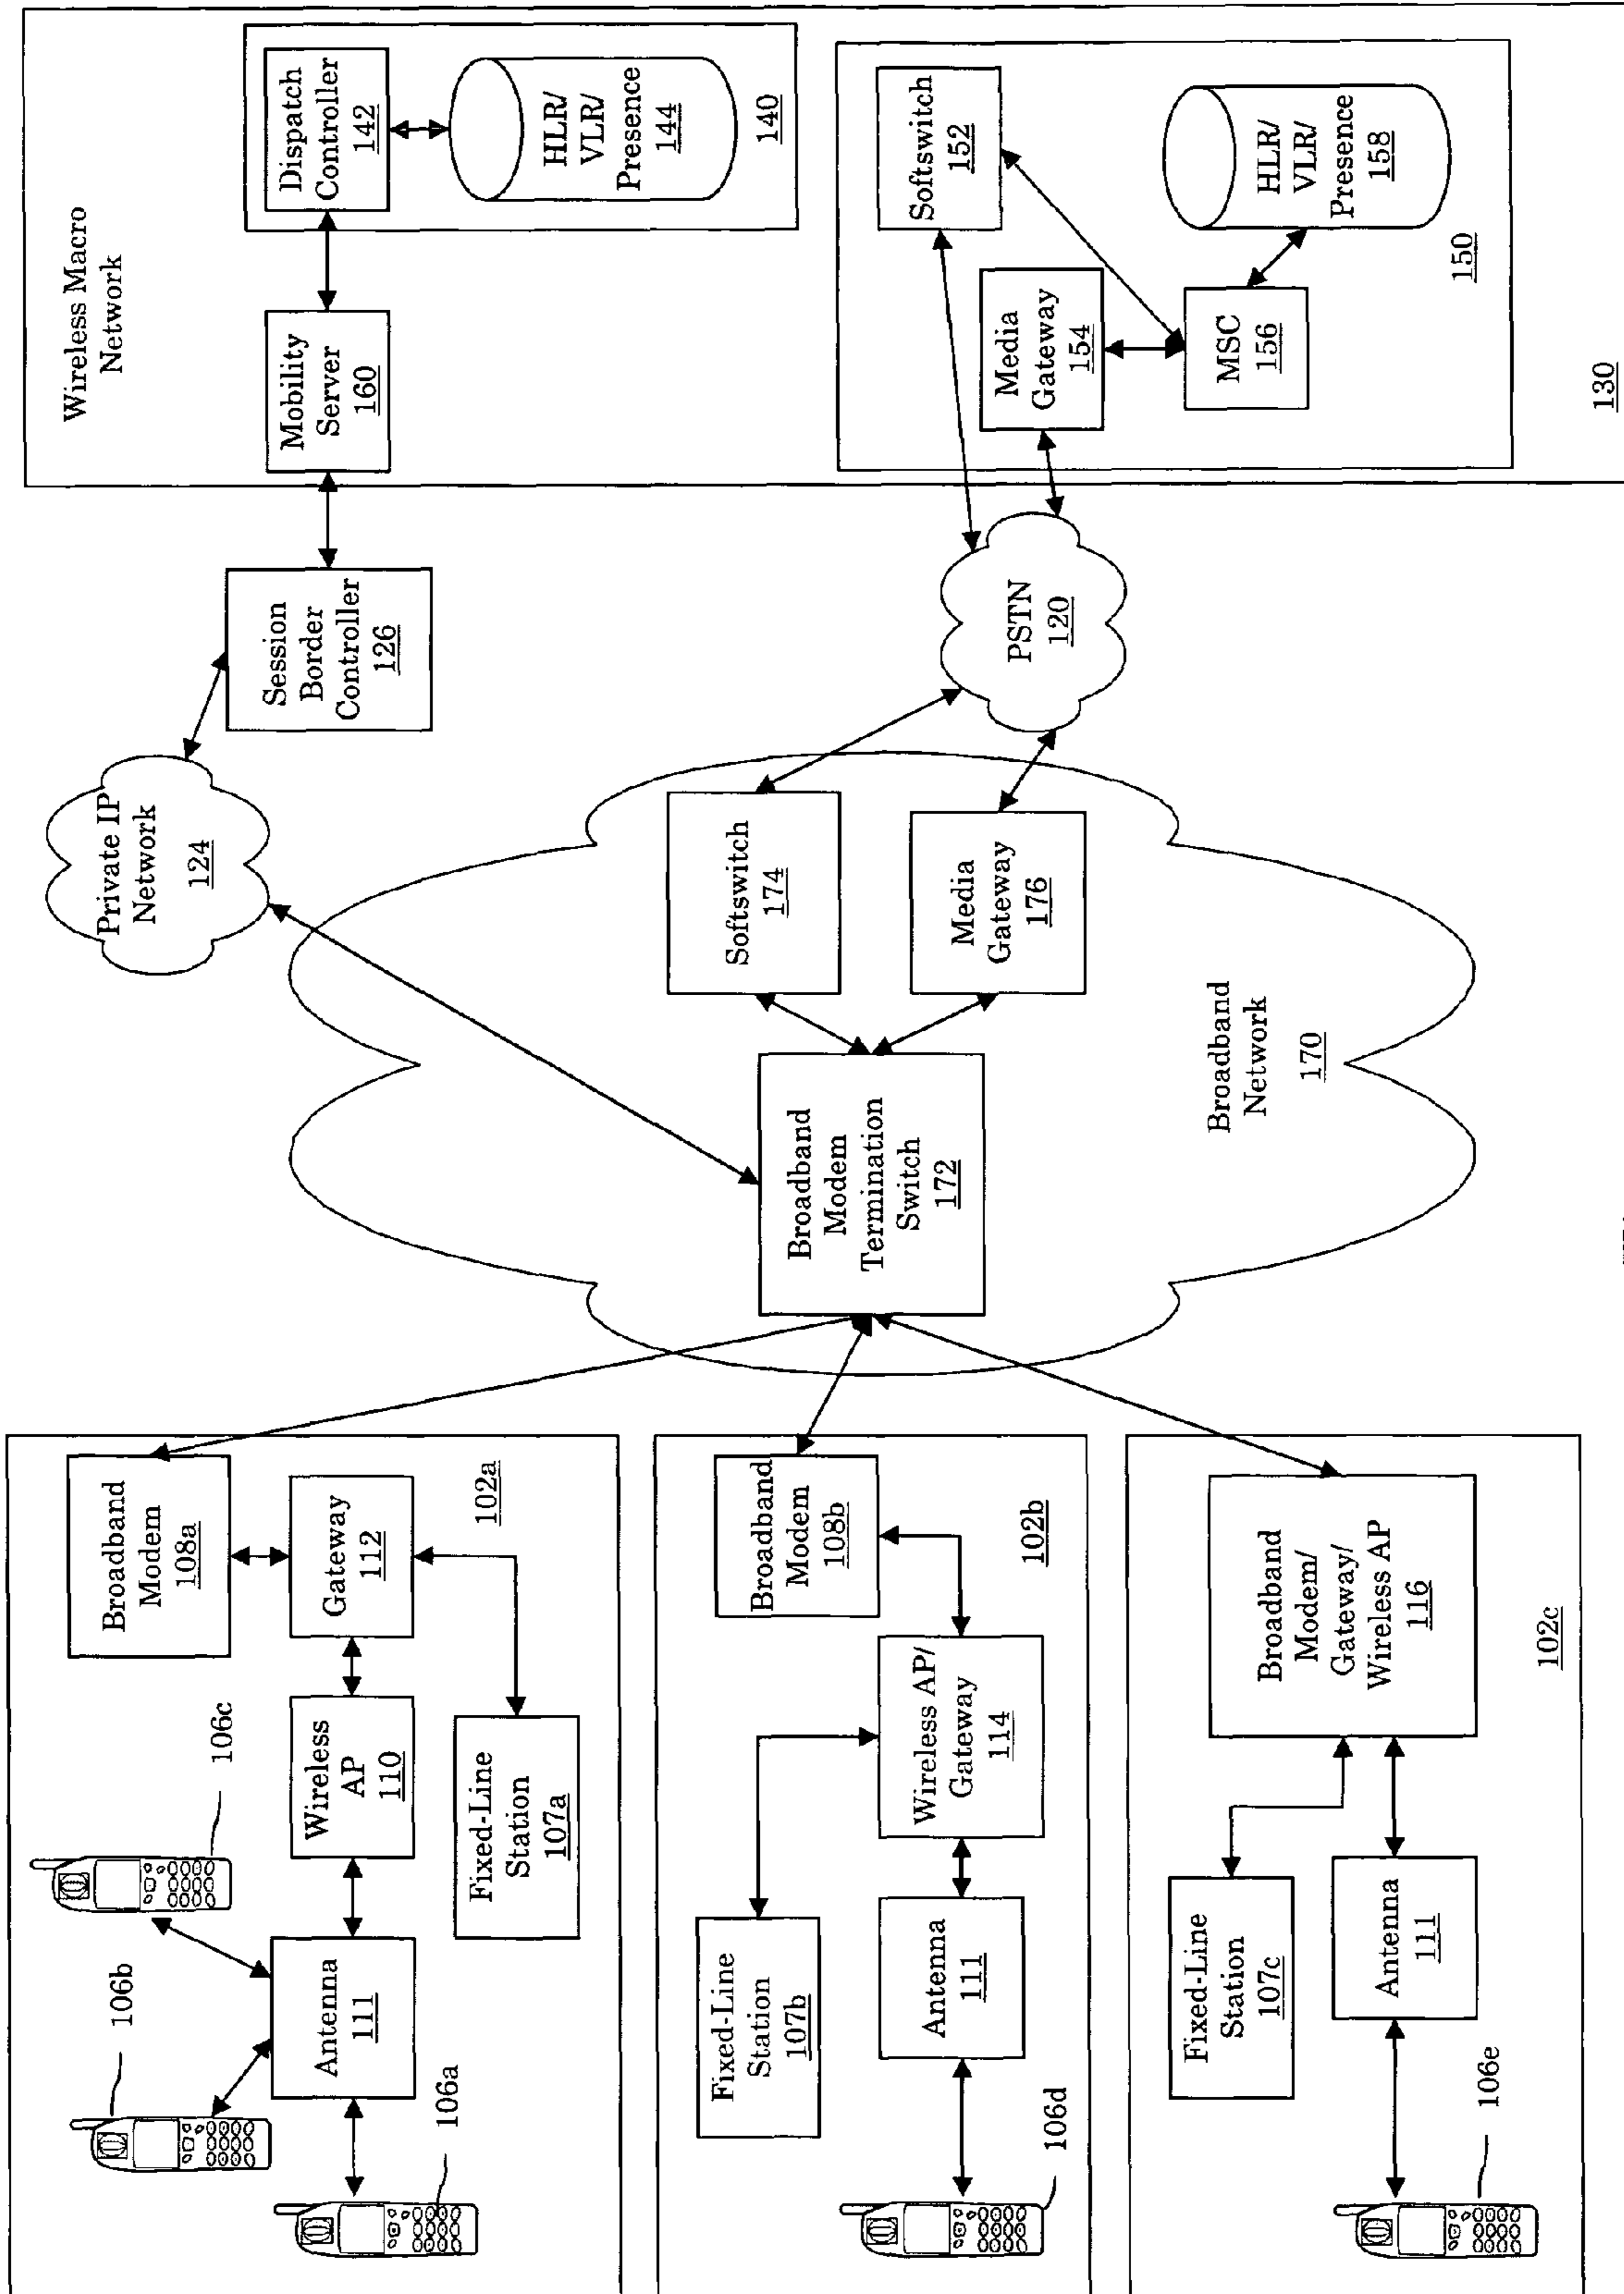 106b
106c
Broadband
Modem
108a
Antenna
111
Wireless
AP
110
Gateway
112
106a
Fixed-Line
Station
107a
102a
Fixed-Line
Station
107b
Broadband
Modem
108b
Antenna
111
Wireless AP/
Gateway
114
106d
102b
Fixed-Line
Station
107c
Broadband
Modem/
Gateway/
Wireless AP
116
Antenna
111
106e
102c
Private IP
Network
124
Session
Border
Controller
126
Broadband
Modem
Termination
Switch
172
Softswitch
174
Media
Gateway
176
Broadband
Network
170
PSTN
120
Wireless Macro
Network
Mobility
Server
160
Dispatch
Controller
142
HLR/
VLR/
Presence
144
140
Softswitch
152
Media
Gateway
154
MSC
156
HLR/
VLR/
Presence
158
150
130